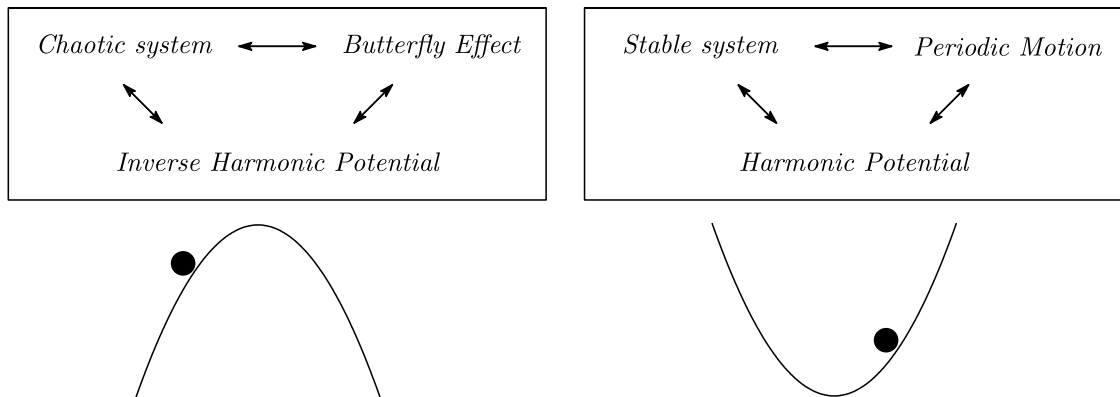 Chaotic system
Butterfly Effect
Inverse Harmonic Potential
Stable system
Periodic Motion
Harmonic Potential